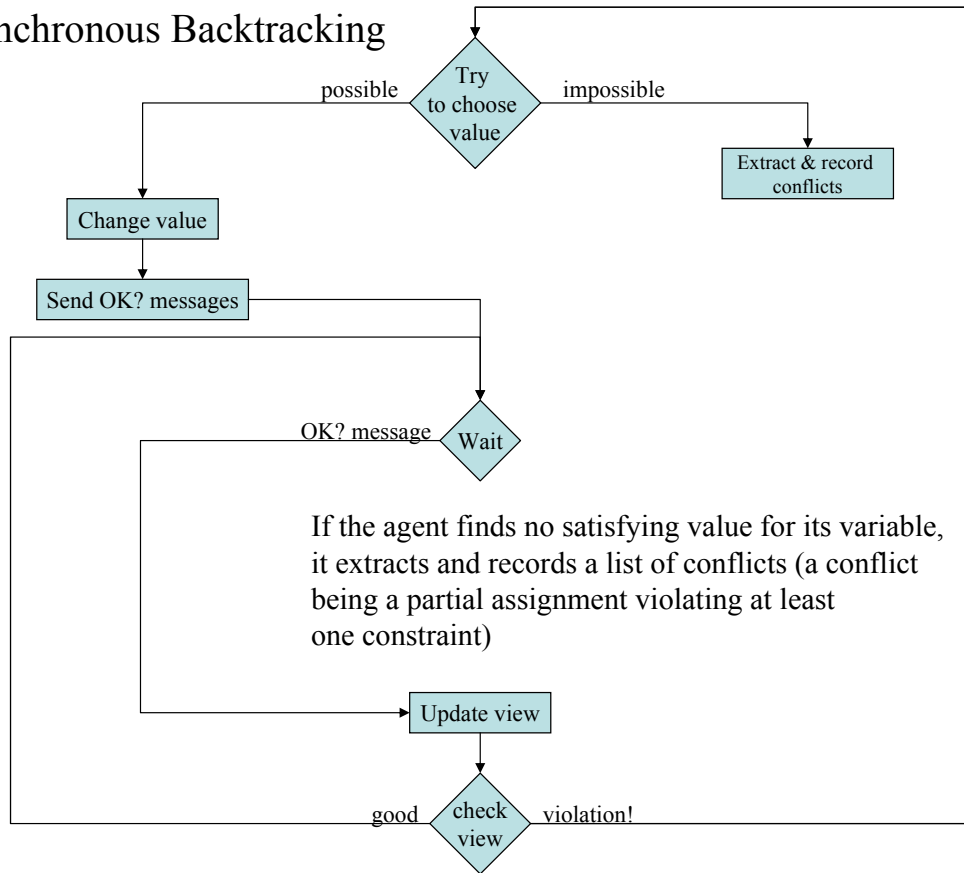 nchronous Backtracking
Try
to choose
value
possible
impossible
Extract & record
conflicts
Change value
Send OK? messages
OK? message
Wait
If the agent finds no satisfying value for its variable,
it extracts and records a list of conflicts (a conflict
being a partial assignment violating at least
one constraint)
Update view
good
check
view
violation!